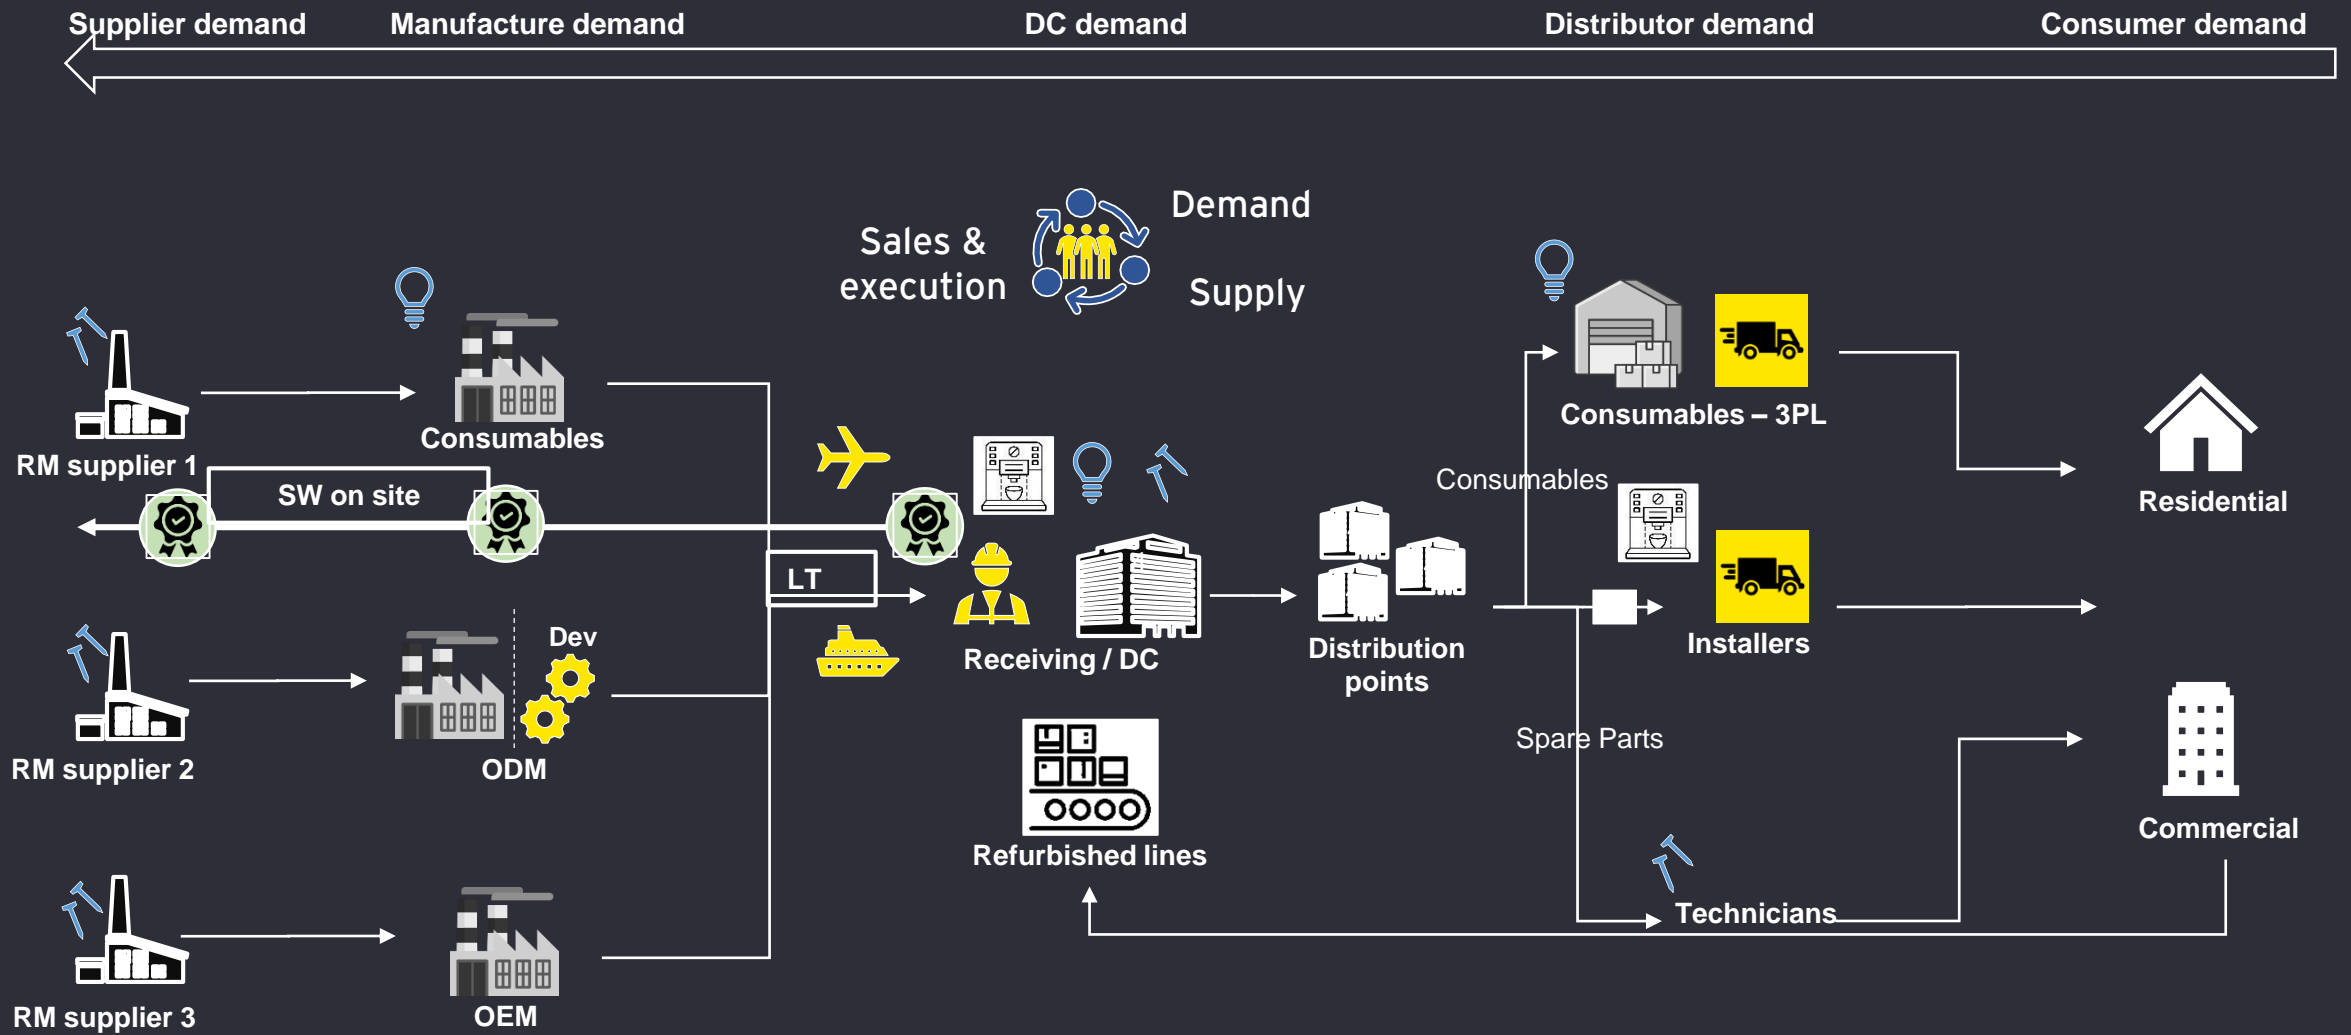 Supplier demand
Manufacture demand
DC demand
Distributor demand
Consumer demand
Demand
Sales &
execution
Supply
Consumables
RM supplier 1
SW on site
Consumables – 3PL
Consumables
Residential
LT
Dev
Receiving / DC
Distribution
points
Installers
RM supplier 2
ODM
Spare Parts
Refurbished lines
Commercial
Technicians
RM supplier 3
OEM